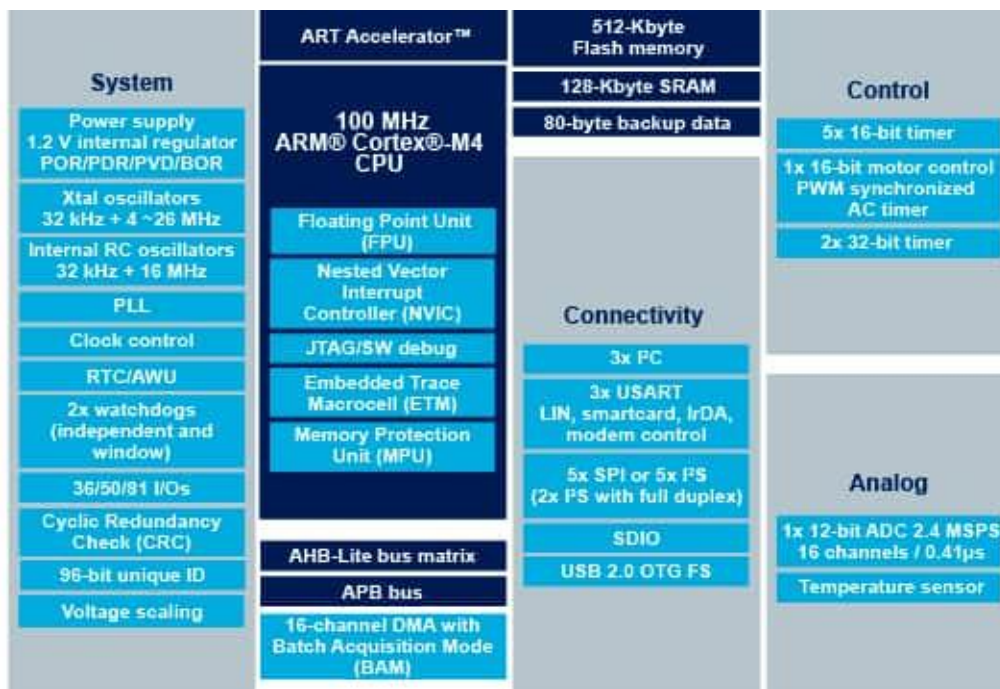 System
Power supply
1.2 V internal regulator
POR/PDR/PVD/BOR
Xtal oscillators
32 kHz + 4 ~26 MHz
Internal RC oscillators
32 kHz + 16 MHz
PLL
Clock control
RTC/AWU
2x watchdogs
(independent and
window)
36/50/81 I/Os
Cyclic Redundancy
Check (CRC)
96-bit unique ID
Voltage scaling
ART Accelerator™
100 MHz
ARM® Cortex®-M4
CPU
Floating Point Unit
(FPU)
Nested Vector
Interrupt
Controller (NVIC)
JTAG/SW debug
Embedded Trace
Macrocell (ETM)
Memory Protection
Unit (MPU)
AHB-Lite bus matrix
APB bus
16-channel DMA with
Batch Acquisition Mode
(BAM)
512-Kbyte
Flash memory
128-Kbyte SRAM
80-byte backup data
Connectivity
3x I²C
3x USART
LIN, smartcard, IrDA,
modem control
5x SPI or 5x I²S
(2x I²S with full duplex)
SDIO
USB 2.0 OTG FS
Control
5x 16-bit timer
1x 16-bit motor control
PWM synchronized
AC timer
2x 32-bit timer
Analog
1x 12-bit ADC 2.4 MSPS
16 channels / 0.41µs
Temperature sensor